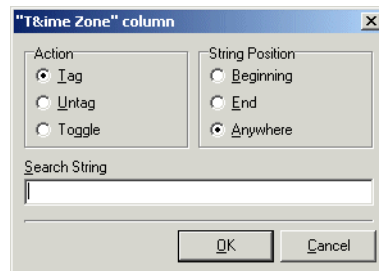 "T&ime Zone" column
Action
Tag
Untag
Toggle
String Position
Beginning
End
Anywhere
Search String
OK
Cancel